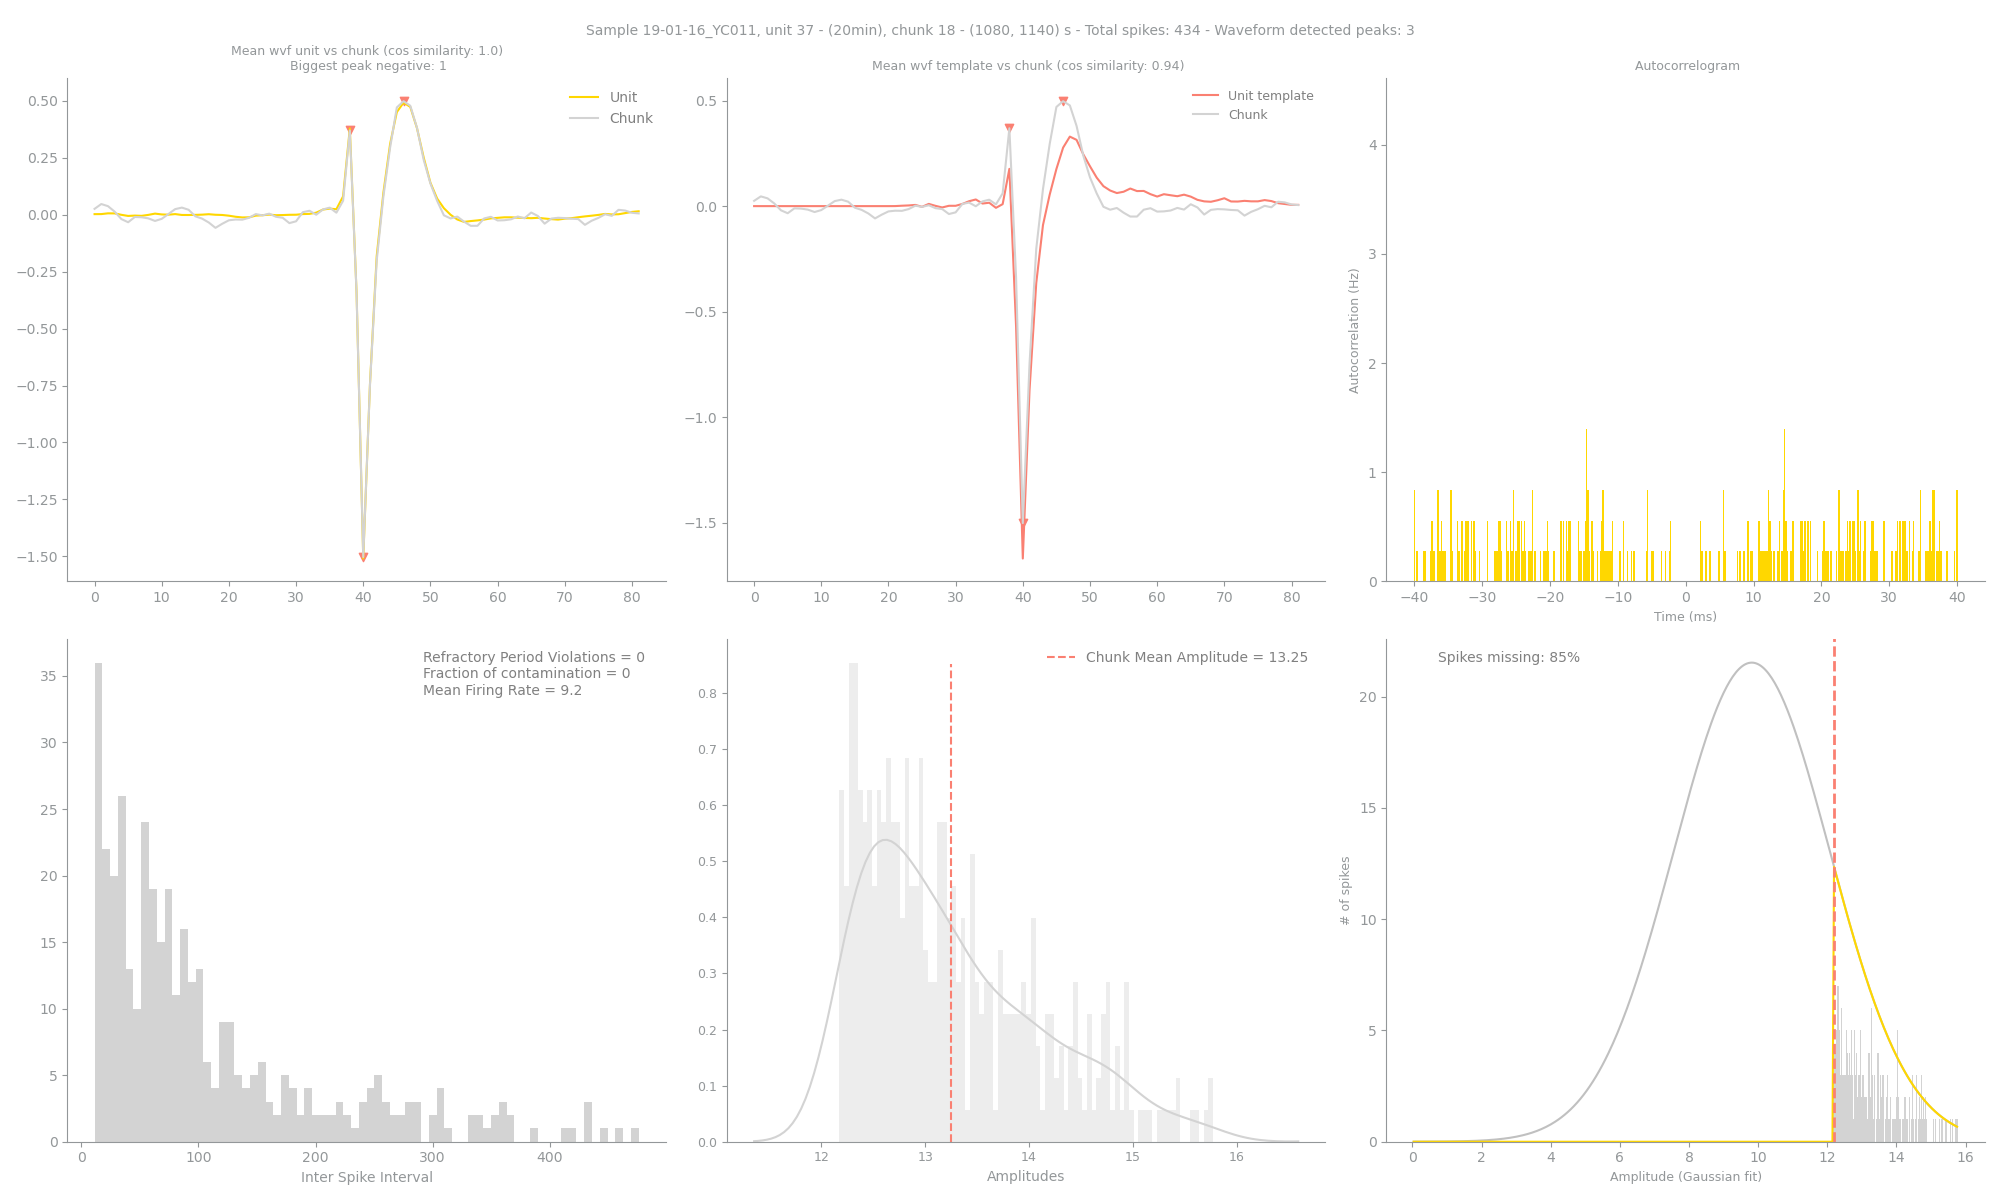 Sample 19-01-16_YC011, unit 37 - (20min), chunk 18 - (1080, 1140) s - Total spikes: 434 - Waveform detected peaks: 3
Mean wvf unit vs chunk (cos similarity: 1.0)
Biggest peak negative: 1
Unit
Chunk
0.50
0.25
0.00
−0.25
−0.50
−0.75
−1.00
−1.25
−1.50
0 10 20 30 40 50 60 70 80
Mean wvf template vs chunk (cos similarity: 0.94)
Unit template
Chunk
0.5
0.0
−0.5
−1.0
−1.5
0 10 20 30 40 50 60 70 80
Autocorrelogram
Autocorrelation (Hz)
4
3
2
1
0
−40 −30 −20 −10 0 10 20 30 40
Time (ms)
Refractory Period Violations = 0
Fraction of contamination = 0
Mean Firing Rate = 9.2
35
30
25
20
15
10
5
0
0 100 200 300 400
Inter Spike Interval
Chunk Mean Amplitude = 13.25
0.8
0.7
0.6
0.5
0.4
0.3
0.2
0.1
0.0
12 13 14 15 16
Amplitudes
Spikes missing: 85%
# of spikes
20
15
10
5
0
0 2 4 6 8 10 12 14 16
Amplitude (Gaussian fit)